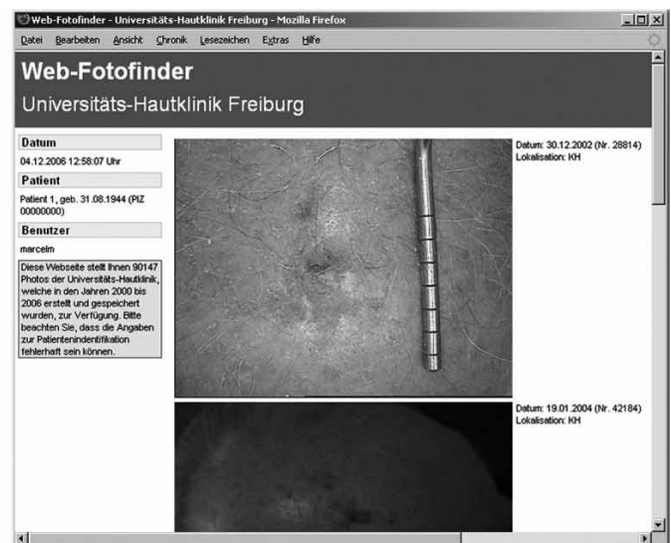 Web-Fotofinder - Universitäts-Hautklinik Freiburg - Mozilla Firefox
Datei Bearbeiten Ansicht Chronik Lesezeichen Extras Hilfe
Web-Fotofinder
Universitäts-Hautklinik Freiburg
Datum
04.12.2006 12:58:07 Uhr
Patient
Patient 1, geb. 31.08.1944 (PIZ
00000000)
Benutzer
marcelm
Diese Webseite stellt Ihnen 90147
Photos der Universitäts-Hautklinik,
welche in den Jahren 2000 bis
2006 erstellt und gespeichert
wurden, zur Verfügung. Bitte
beachten Sie, dass die Angaben
zur Patientenindentifikation
fehlerhaft sein können.
Datum: 30.12.2002 (Nr. 28814)
Lokalisation: KH
Datum: 19.01.2004 (Nr. 42184)
Lokalisation: KH